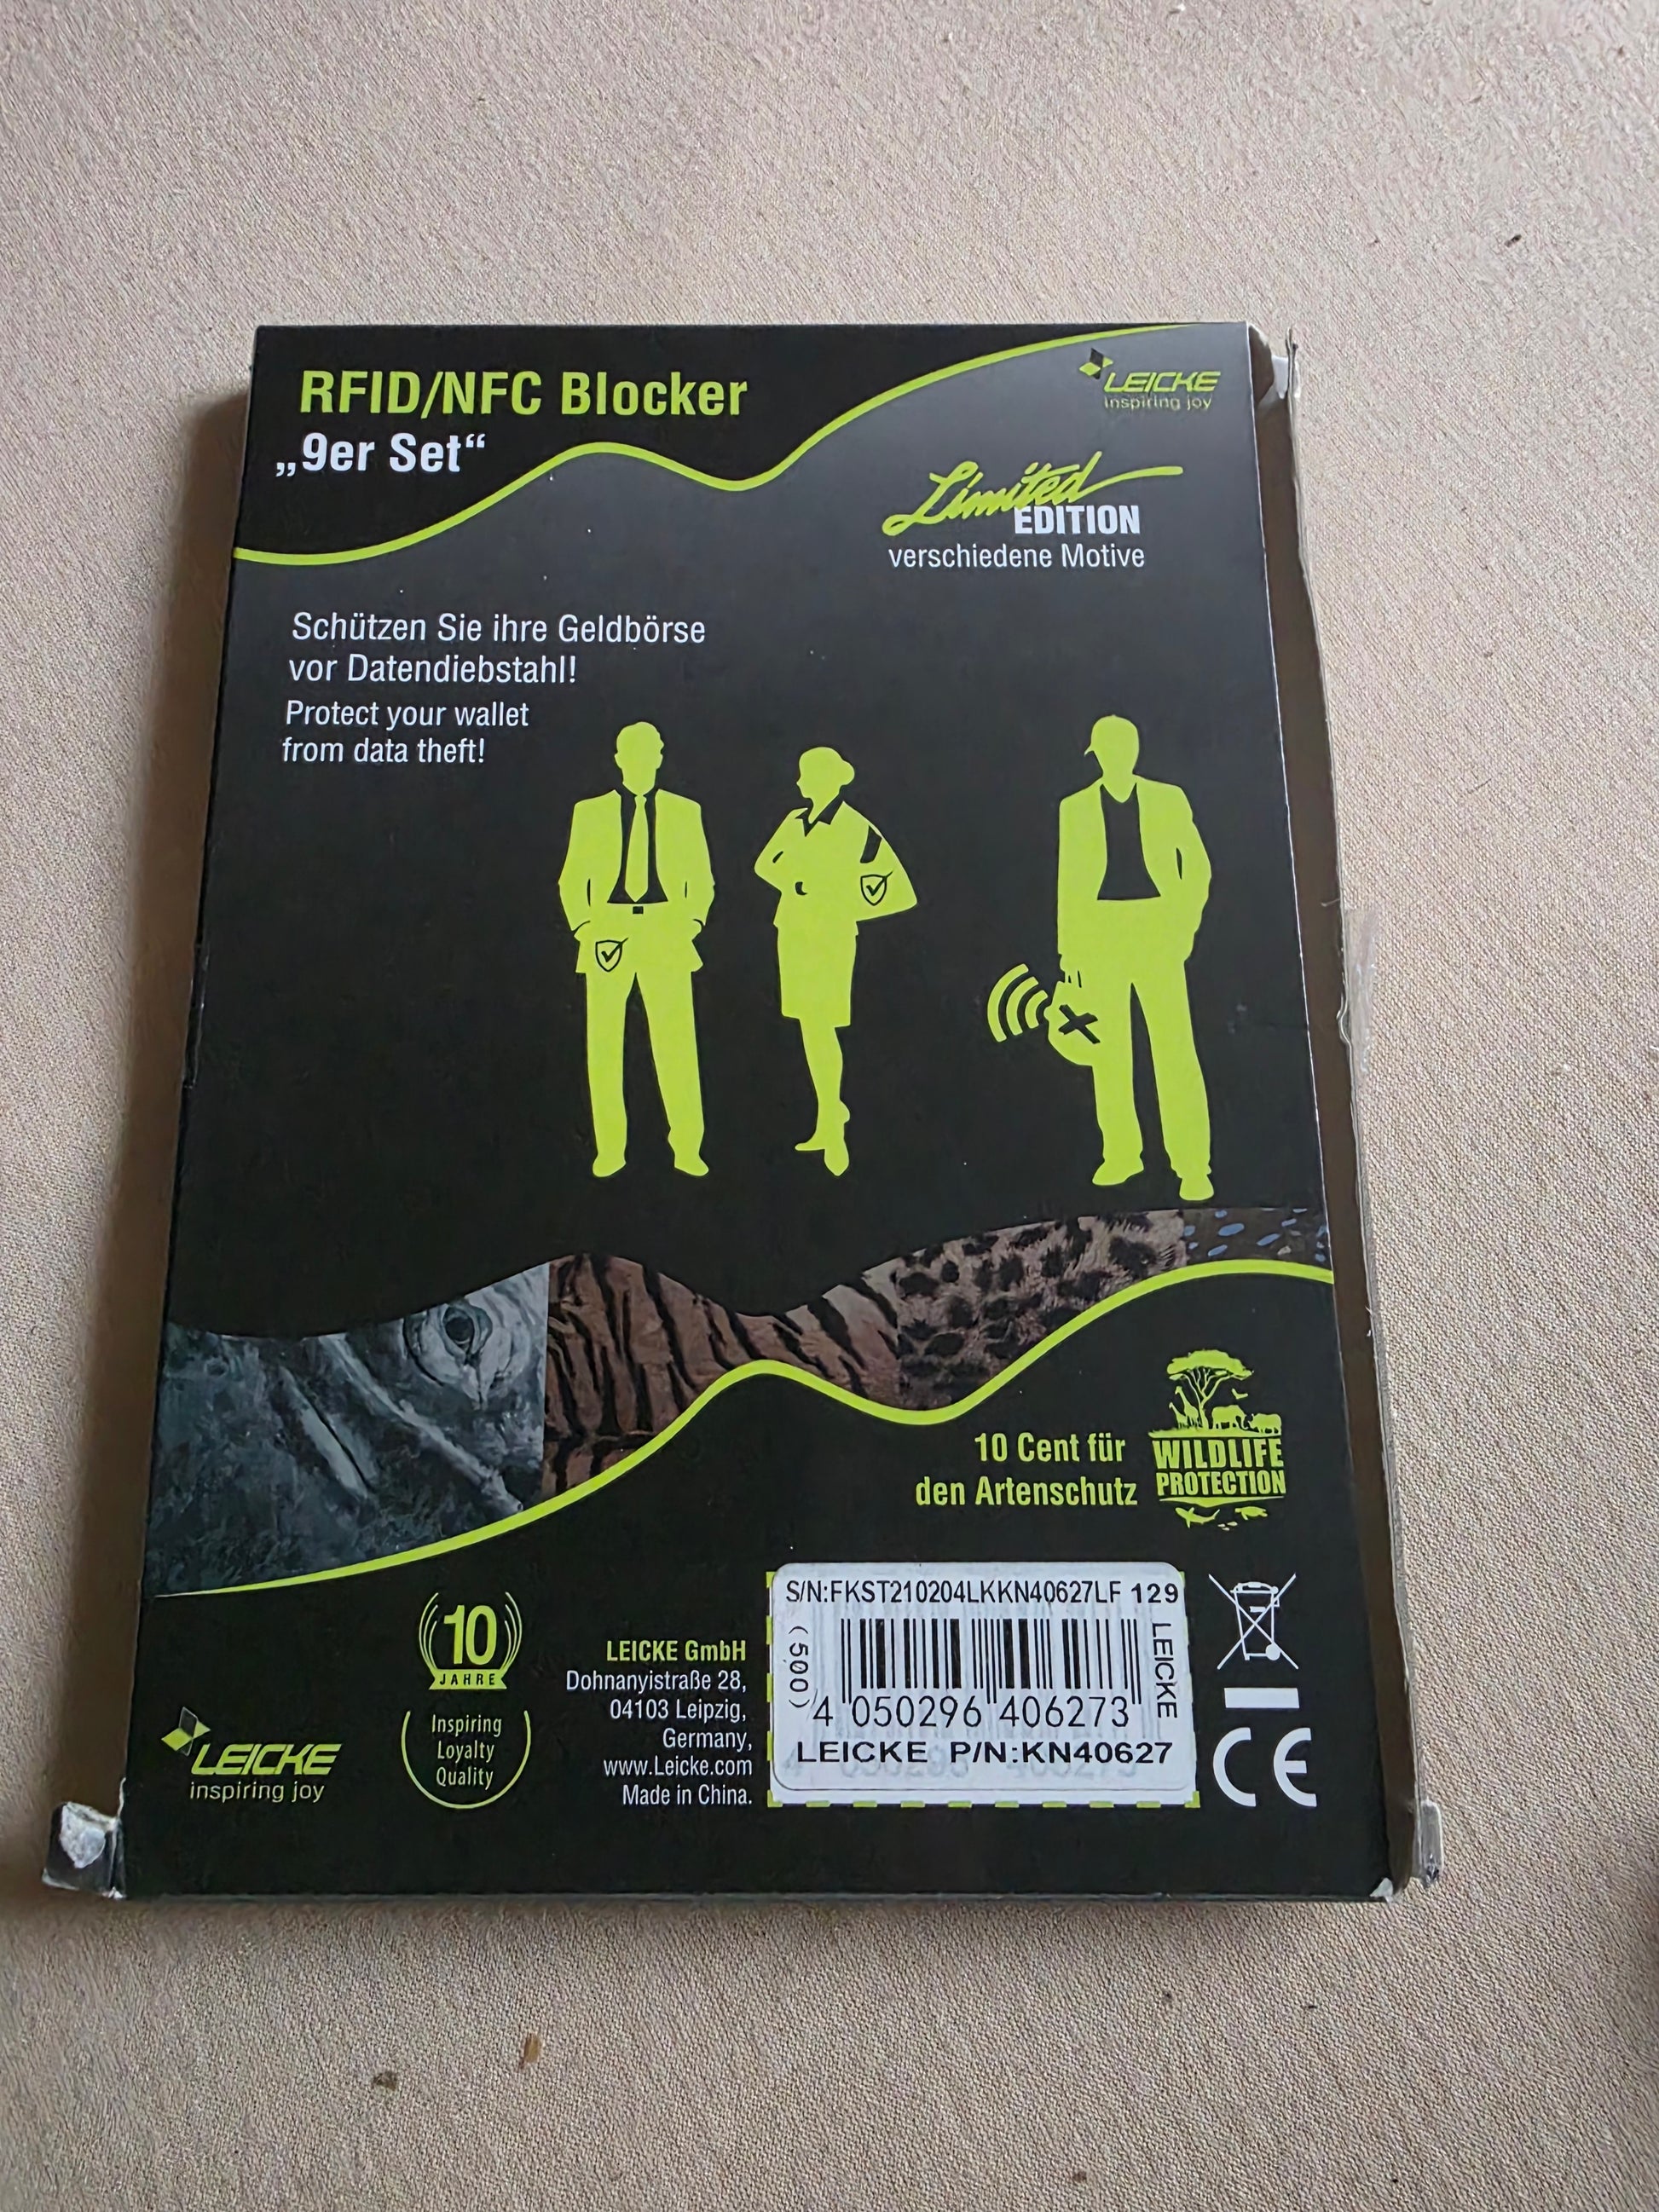 RFID/NFC Blocker
„9er Set“
LEICKE
inspiring joy
Limited
EDITION
verschiedene Motive
Schützen Sie ihre Geldbörse
vor Datendiebstahl!
Protect your wallet
from data theft!
10 Cent für
den Artenschutz
WILDLIFE
PROTECTION
LEICKE
inspiring joy
10
JAHRE
Inspiring
Loyalty
Quality
LEICKE GmbH
Dohnanyistraße 28,
04103 Leipzig,
Germany,
www.Leicke.com
Made in China.
S/N:FKST210204LKKN40627LF 129
(500)
LEICKE
4 050296 406273
LEICKE P/N:KN40627
CE